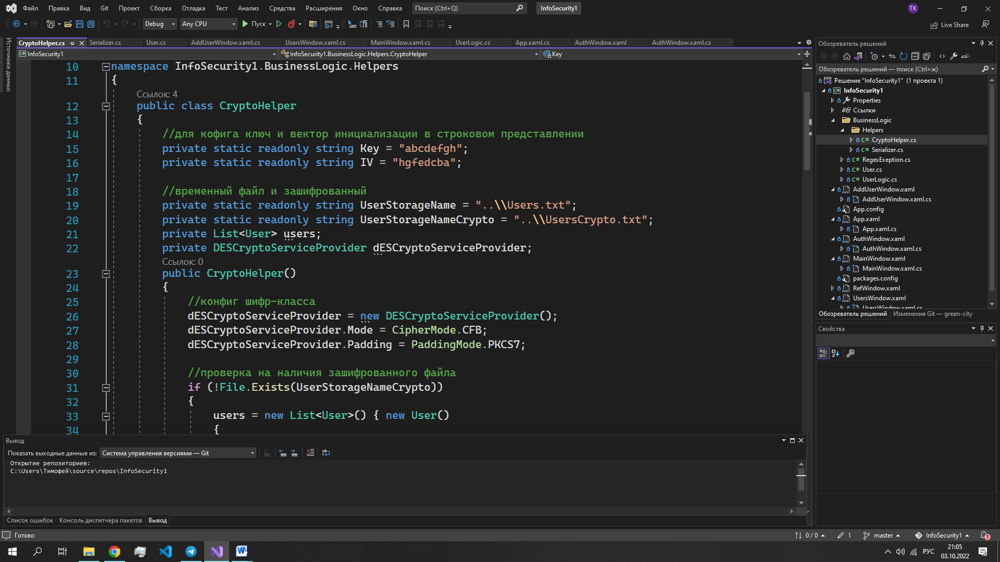 Файл Правка Вид Git Проект Сборка Отладка Тест Анализ Средства Расширения Окно Справка Поиск (Ctrl+Q) InfoSecurity1 TK
Debug Any CPU Пуск Live Share
Источники данных
CryptoHelper.cs Serializer.cs User.cs AddUserWindow.xaml.cs UsersWindow.xaml.cs MainWindow.xaml.cs UserLogic.cs App.xaml.cs AuthWindow.xaml AuthWindow.xaml.cs
InfoSecurity1 InfoSecurity1.BusinessLogic.Helpers.CryptoHelper Key
10 namespace InfoSecurity1.BusinessLogic.Helpers
11 {
Ссылок: 4
12 public class CryptoHelper
13 {
14 //для кофига ключ и вектор инициализации в строковом представлении
15 private static readonly string Key = "abcdefgh";
16 private static readonly string IV = "hgfedcba";
17
18 //временный файл и зашифрованный
19 private static readonly string UserStorageName = "..\\Users.txt";
20 private static readonly string UserStorageNameCrypto = "..\\UsersCrypto.txt";
21 private List<User> users;
22 private DESCryptoServiceProvider dESCryptoServiceProvider;
Ссылок: 0
23 public CryptoHelper()
24 {
25 //конфиг шифр-класса
26 dESCryptoServiceProvider = new DESCryptoServiceProvider();
27 dESCryptoServiceProvider.Mode = CipherMode.CFB;
28 dESCryptoServiceProvider.Padding = PaddingMode.PKCS7;
29
30 //проверка на наличия зашифрованного файла
31 if (!File.Exists(UserStorageNameCrypto))
32 {
33 users = new List<User>() { new User()
34 {
Обозреватель решений
Обозреватель решений — поиск (Ctrl+ж)
Решение "InfoSecurity1" (1 проекта 1)
InfoSecurity1
Properties
Ссылки
BusinessLogic
Helpers
CryptoHelper.cs
Serializer.cs
RegexExeption.cs
User.cs
UserLogic.cs
AddUserWindow.xaml
AddUserWindow.xaml.cs
App.config
App.xaml
App.xaml.cs
AuthWindow.xaml
AuthWindow.xaml.cs
MainWindow.xaml
MainWindow.xaml.cs
packages.config
RefWindow.xaml
UsersWindow.xaml
UsersWindow.xaml.cs
Обозреватель решений Изменения Git — green-city
Свойства
Вывод
Показать выходные данные из: Система управления версиями — Git
Открытие репозиториев:
C:\Users\Тимофей\source\repos\InfoSecurity1
Список ошибок Консоль диспетчера пакетов Вывод
Готово 0 / 0 1 master InfoSecurity1 1
РУС 21:05
03.10.2022